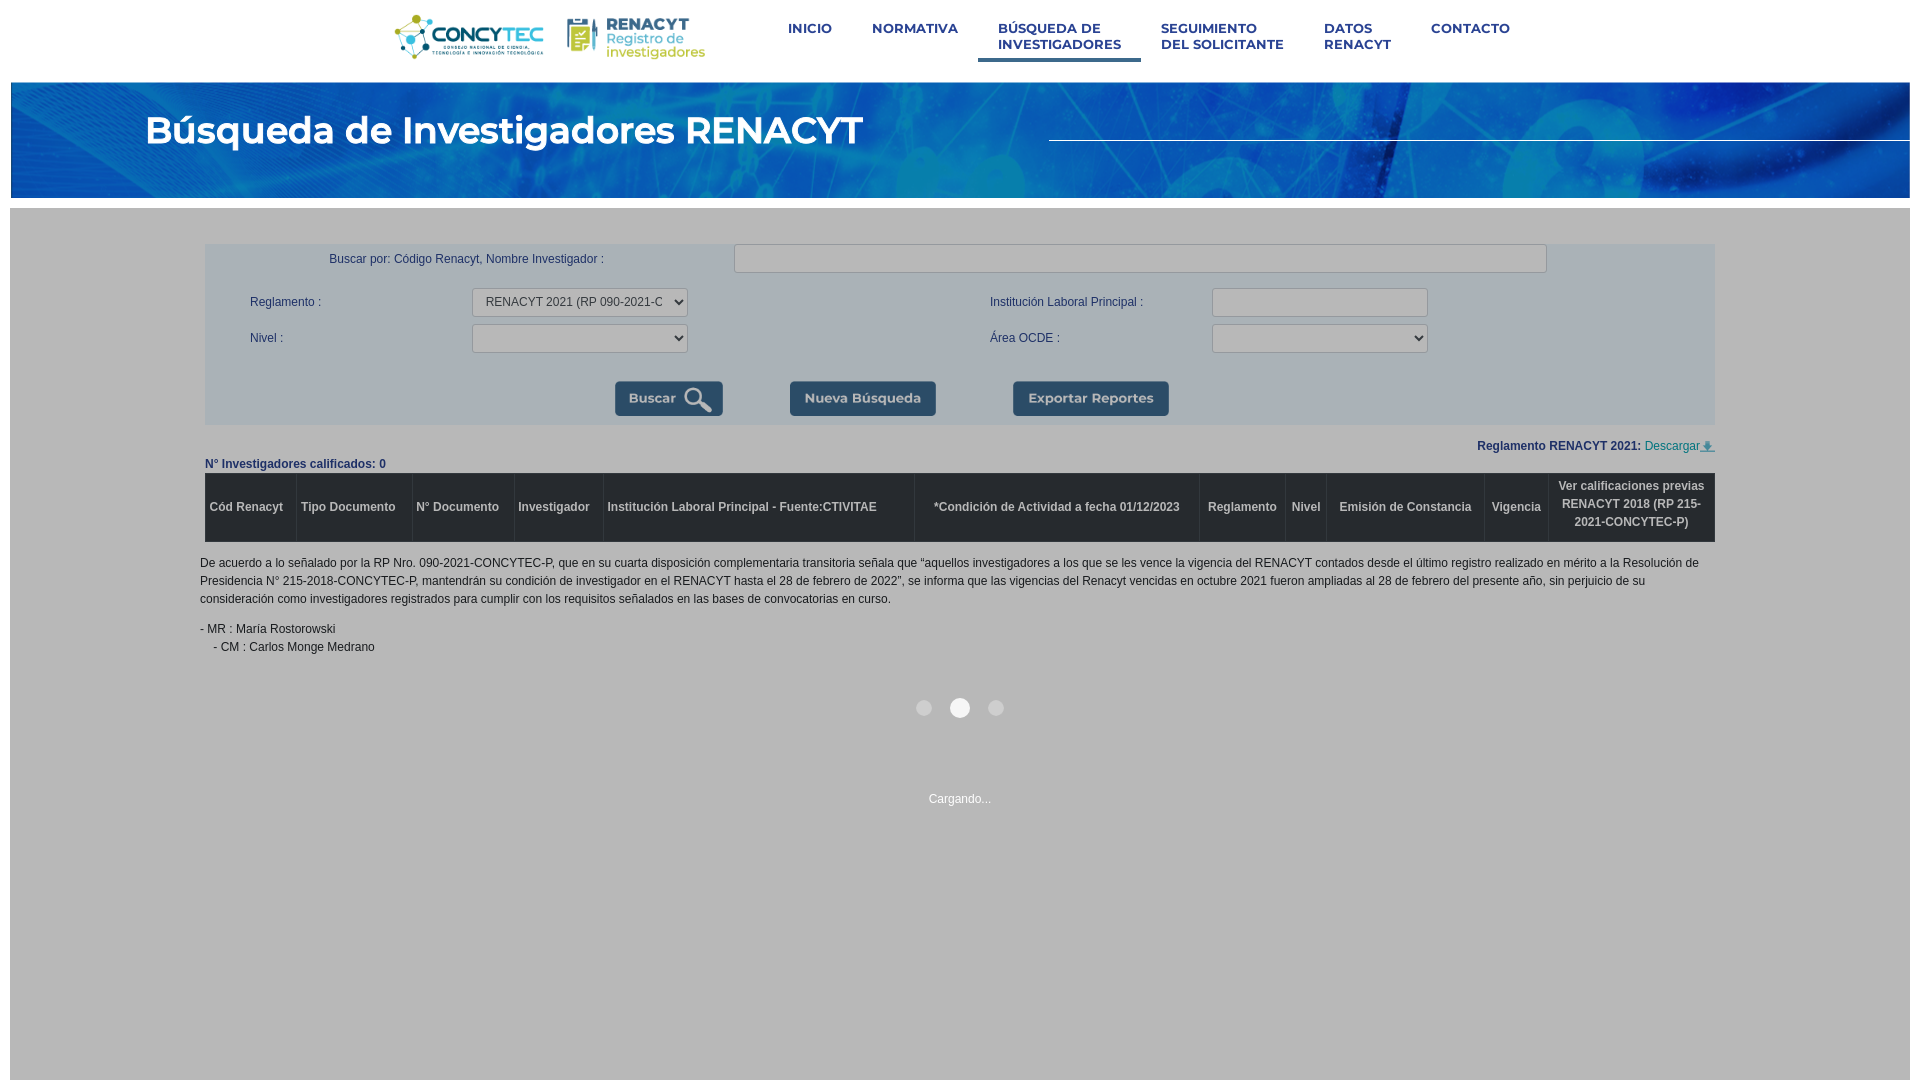 CONCYTEC
CONSEJO NACIONAL DE CIENCIA,
TECNOLOGÍA E INNOVACIÓN TECNOLÓGICA
RENACYT
Registro de
investigadores
INICIO
NORMATIVA
BÚSQUEDA DE
INVESTIGADORES
SEGUIMIENTO
DEL SOLICITANTE
DATOS
RENACYT
CONTACTO
Búsqueda de Investigadores RENACYT
Buscar por: Código Renacyt, Nombre Investigador :
Reglamento :
RENACYT 2021 (RP 090-2021-C
Institución Laboral Principal :
Nivel :
Área OCDE :
Buscar
Nueva Búsqueda
Exportar Reportes
Reglamento RENACYT 2021: Descargar
N° Investigadores calificados: 0
Cód Renacyt
Tipo Documento
N° Documento
Investigador
Institución Laboral Principal - Fuente:CTIVITAE
*Condición de Actividad a fecha 01/12/2023
Reglamento
Nivel
Emisión de Constancia
Vigencia
Ver calificaciones previas
RENACYT 2018 (RP 215-
2021-CONCYTEC-P)
De acuerdo a lo señalado por la RP Nro. 090-2021-CONCYTEC-P, que en su cuarta disposición complementaria transitoria señala que “aquellos investigadores a los que se les vence la vigencia del RENACYT contados desde el último registro realizado en mérito a la Resolución de
Presidencia N° 215-2018-CONCYTEC-P, mantendrán su condición de investigador en el RENACYT hasta el 28 de febrero de 2022”, se informa que las vigencias del Renacyt vencidas en octubre 2021 fueron ampliadas al 28 de febrero del presente año, sin perjuicio de su
consideración como investigadores registrados para cumplir con los requisitos señalados en las bases de convocatorias en curso.
- MR : María Rostorowski
- CM : Carlos Monge Medrano
Cargando...